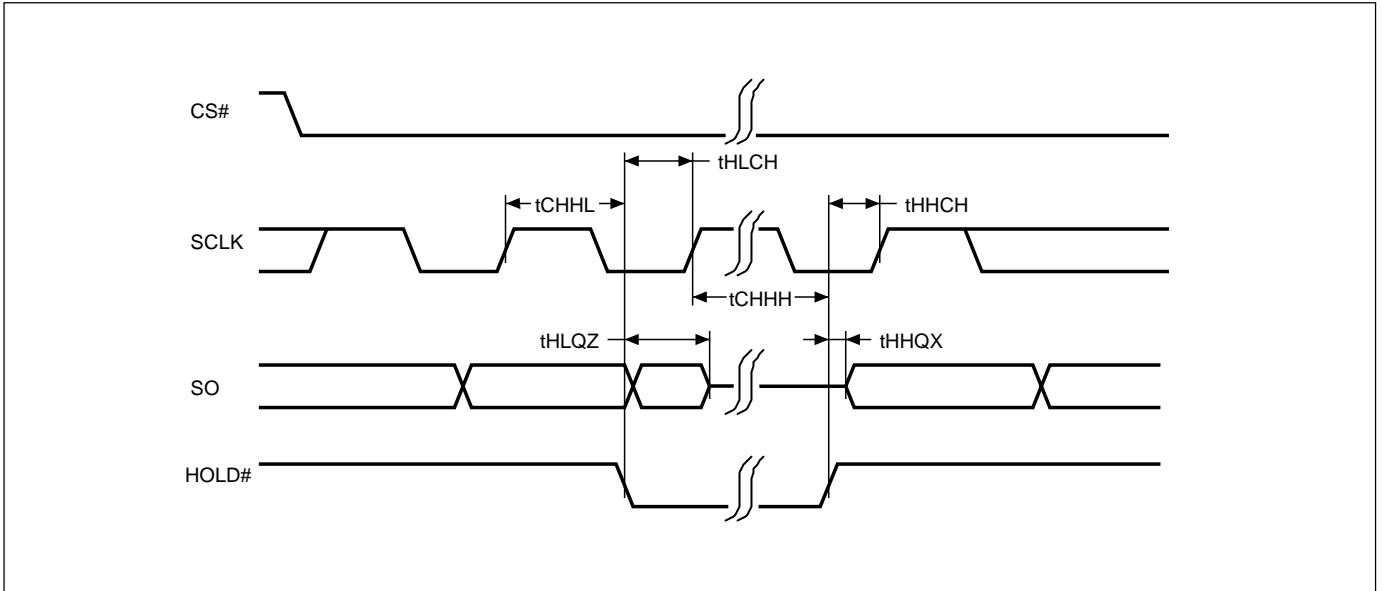 CS#
tHLCH
tCHHL
tHHCH
SCLK
tCHHH
tHLQZ
tHHQX
SO
HOLD#